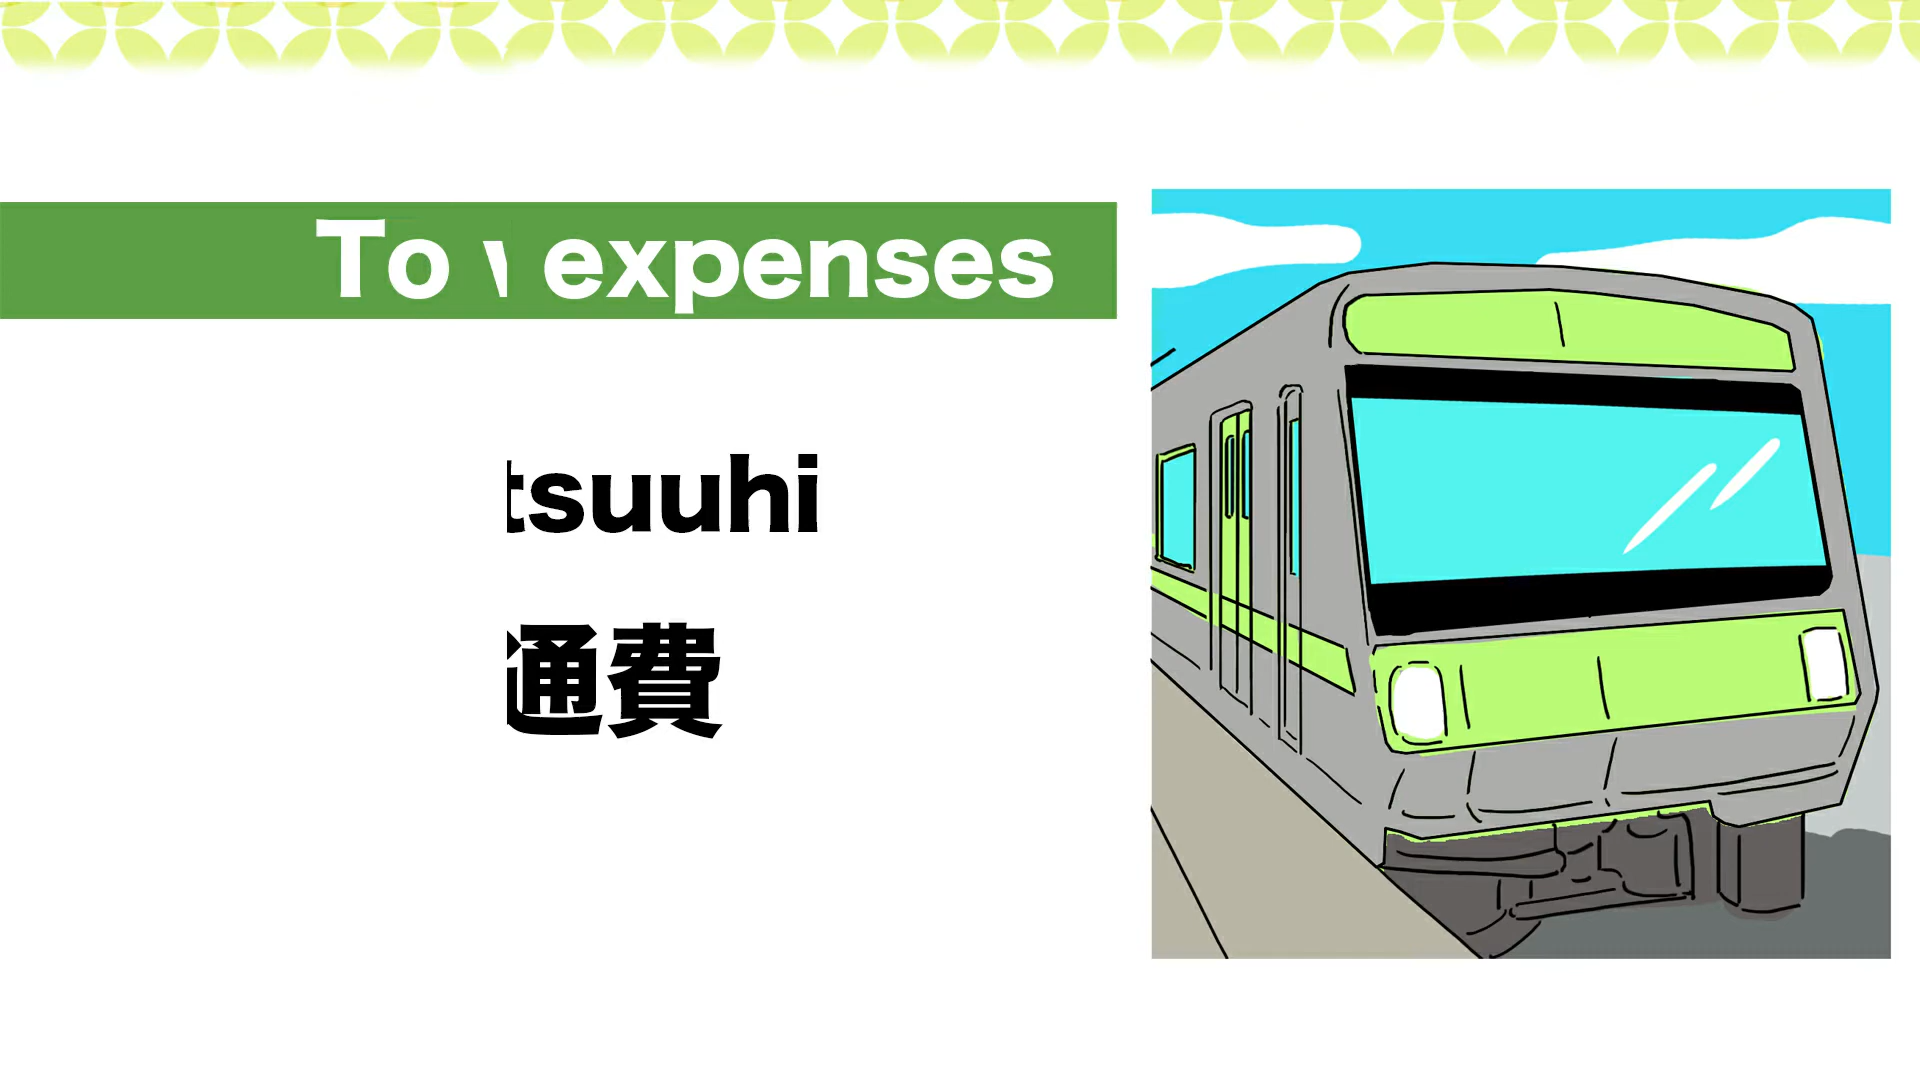 To expenses
tsuuhi
通費